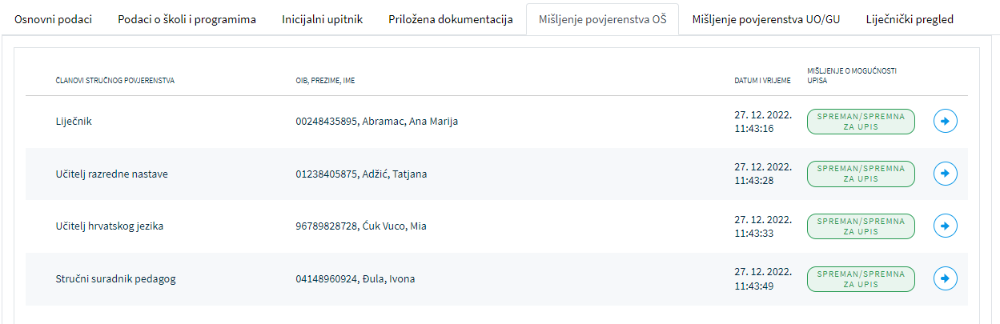 Osnovni podaci Podaci o školi i programima Inicijalni upitnik Priložena dokumentacija Mišljenje povjerenstva OŠ Mišljenje povjerenstva UO/GU Liječnički pregled
ČLANOVI STRUČNOG POVJERENSTVA OIB, PREZIME, IME DATUM I VRIJEME MIŠLJENJE O MOGUĆNOSTI
UPISA
Liječnik 00248435895, Abramac, Ana Marija 27. 12. 2022. SPREMAN/SPREMNA
11:43:16 ZA UPIS
Učitelj razredne nastave 01238405875, Adžić, Tatjana 27. 12. 2022. SPREMAN/SPREMNA
11:43:28 ZA UPIS
Učitelj hrvatskog jezika 96789828728, Ćuk Vuco, Mia 27. 12. 2022. SPREMAN/SPREMNA
11:43:33 ZA UPIS
Stručni suradnik pedagog 04148960924, Đula, Ivona 27. 12. 2022. SPREMAN/SPREMNA
11:43:49 ZA UPIS